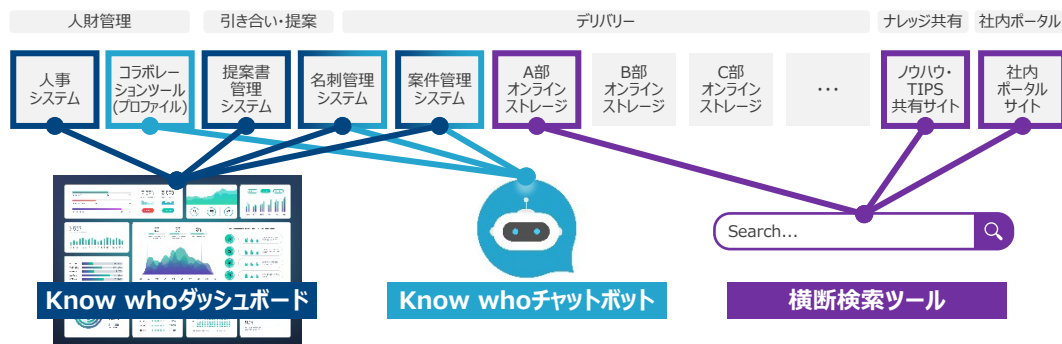 人財管理
引き合い・提案
デリバリー
ナレッジ共有
社内ポータル
人事
システム
コラボレー
ションツール
(プロファイル)
提案書
管理
システム
名刺管理
システム
案件管理
システム
A部
オンライン
ストレージ
B部
オンライン
ストレージ
C部
オンライン
ストレージ
…
ノウハウ・
TIPS
共有サイト
社内
ポータル
サイト
Search...
Know whoダッシュボード
Know whoチャットボット
横断検索ツール